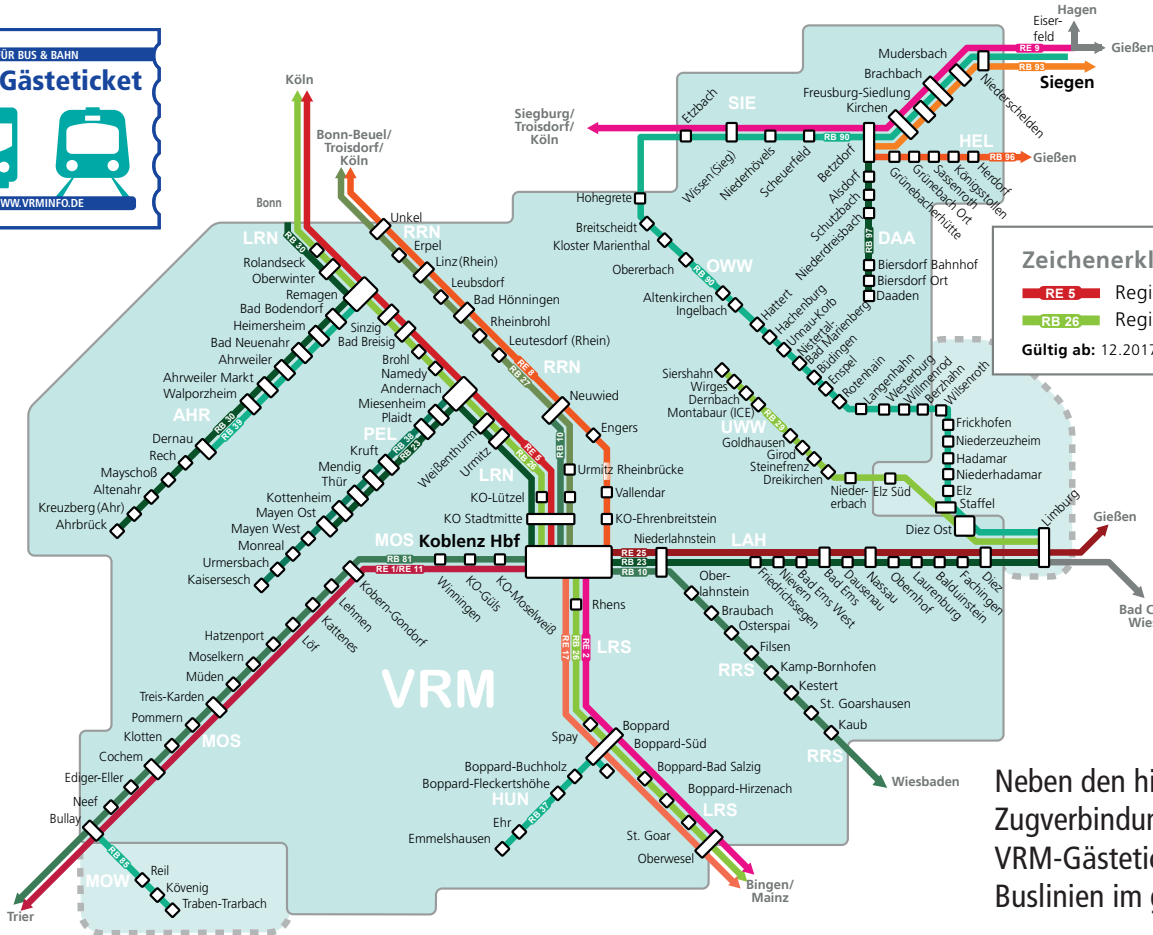 FÜR BUS & BAHN
Gästeticket
WWW.VRMINFO.DE
Köln
Bonn-Beuel/
Troisdorf/
Köln
Bonn
Siegburg/
Troisdorf/
Köln
Hagen
Eiser-
feld
RE 9
Gießen
Mudersbach
Brachbach
RB 93
Siegen
Freusburg-Siedlung
Kirchen
Niederschelden
Etzbach
SIE
RB 90
HEL
RB 96
Gießen
Wissen(Sieg)
Niederhövels
Scheuerfeld
Betzdorf
Alsdorf
Schutzbach
Niederdreisbach
Grünebacherhütte
Grünebach Ort
Sassenroth
Königsstollen
Herdorf
RB 97
DAA
Biersdorf Bahnhof
Biersdorf Ort
Daaden
Hohegrete
Breitscheidt
Kloster Marienthal
Obererbach
OWW
RB 90
Altenkirchen
Ingelbach
Hattert
Hachenburg
Unnau-Korb
Nistertal-
Bad Marienberg
Büdingen
Enspel
Rotenhain
Langenhahn
Westerburg
Willmenrod
Berzhahn
Wilsenroth
Frickhofen
Niederzeuzheim
Hadamar
Niederhadamar
Elz
Staffel
Limburg
Gießen
Zeichenerkl
RE 5
Regi
RB 26
Regi
Gültig ab: 12.2017
LRN
RB 30
Rolandseck
Oberwinter
Remagen
Bad Bodendorf
Heimersheim
Bad Neuenahr
Ahrweiler
Ahrweiler Markt
Walporzheim
AHR
RB 30
RB 39
Dernau
Rech
Mayschoß
Altenahr
Kreuzberg(Ahr)
Ahrbrück
Unkel
RRN
Erpel
Linz(Rhein)
Leubsdorf
Bad Hönningen
Rheinbrohl
Leutesdorf (Rhein)
RE 8
RB 27
RRN
Neuwied
Engers
RB 10
Urmitz Rheinbrücke
Vallendar
KO-Ehrenbreitstein
Sinzig
Bad Breisig
Brohl
Namedy
Andernach
Miesenheim
Plaidt
PEL
RB 38
RB 23
Kruft
Mendig
Thür
Kottenheim
Mayen Ost
Mayen West
Monreal
Urmersbach
Kaisersesch
Weißenthurm
Urmitz
RE 5
RB 26
LRN
KO-Lützel
KO Stadtmitte
Koblenz Hbf
Siershahn
Wirges
Dernbach
Montabaur (ICE)
RB 29
UWW
Goldhausen
Girod
Steinefrenz
Dreikirchen
Nieder-
erbach
Elz Süd
Diez Ost
MOS
RB 81
RE 1/RE 11
Winningen
KO-Güls
KO-Moselweiß
Kobern-Gondorf
Lehmen
Kattenes
Löf
Hatzenport
Moselkern
Müden
Treis-Karden
Pommern
Klotten
Cochem
MOS
Ediger-Eller
Neef
Bullay
MOW
RB 85
Reil
Kövenig
Traben-Trarbach
Trier
VRM
Niederlahnstein
LAH
RE 25
RB 23
RB 10
Friedrichssegen
Nievern
Bad Ems West
Bad Ems
Dausenau
Nassau
Obernhof
Laurenburg
Balduinstein
Fachingen
Diez
Bad C
Wies
Ober-
lahnstein
Braubach
Osterspai
Filsen
RRS
Kamp-Bornhofen
Kestert
St. Goarshausen
Kaub
RRS
Wiesbaden
Rhens
RE 17
RB 26
RE 2
LRS
Spay
Boppard
Boppard-Süd
Boppard-Bad Salzig
Boppard-Hirzenach
LRS
Boppard-Buchholz
Boppard-Fleckertshöhe
HUN
RB 37
Ehr
Emmelshausen
St. Goar
Oberwesel
Bingen/
Mainz
Neben den hi
Zugverbindun
VRM-Gästetic
Buslinien im g